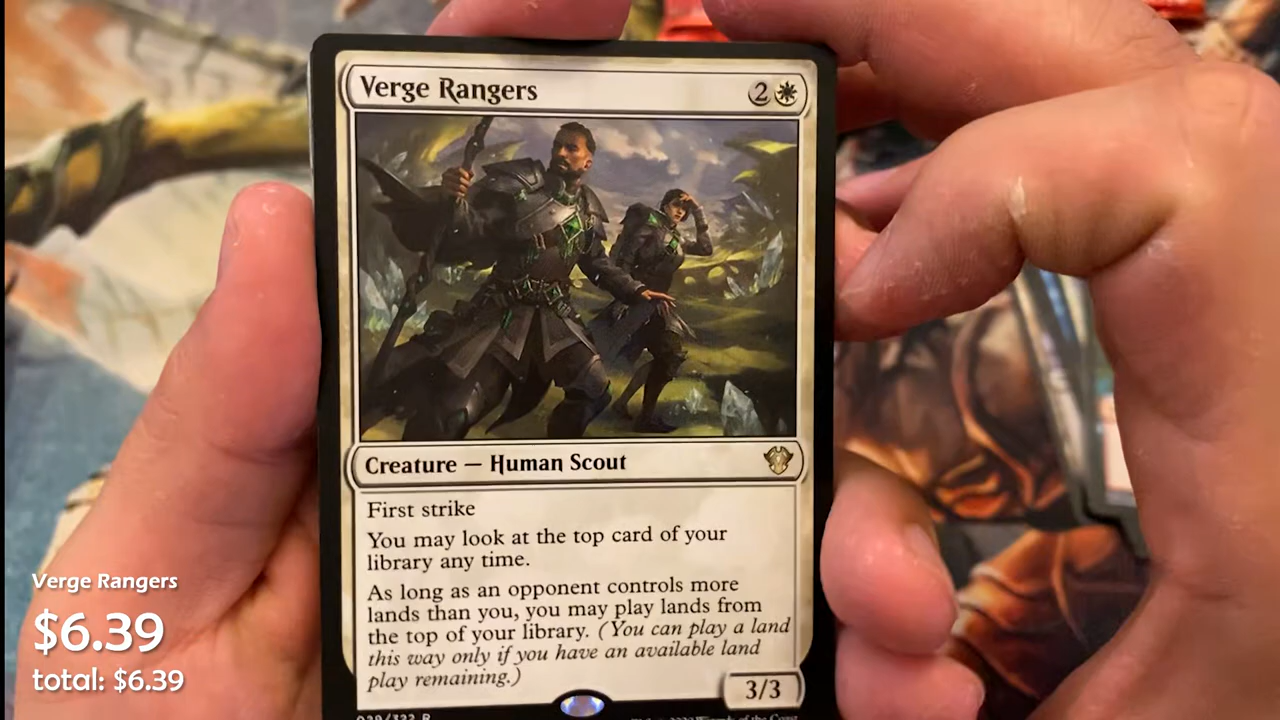 Verge Rangers
2
Creature — Human Scout
First strike
You may look at the top card of your
library any time.
As long as an opponent controls more
lands than you, you may play lands from
the top of your library. (You can play a land
this way only if you have an available land
play remaining.)
3/3
Verge Rangers
$6.39
total: $6.39